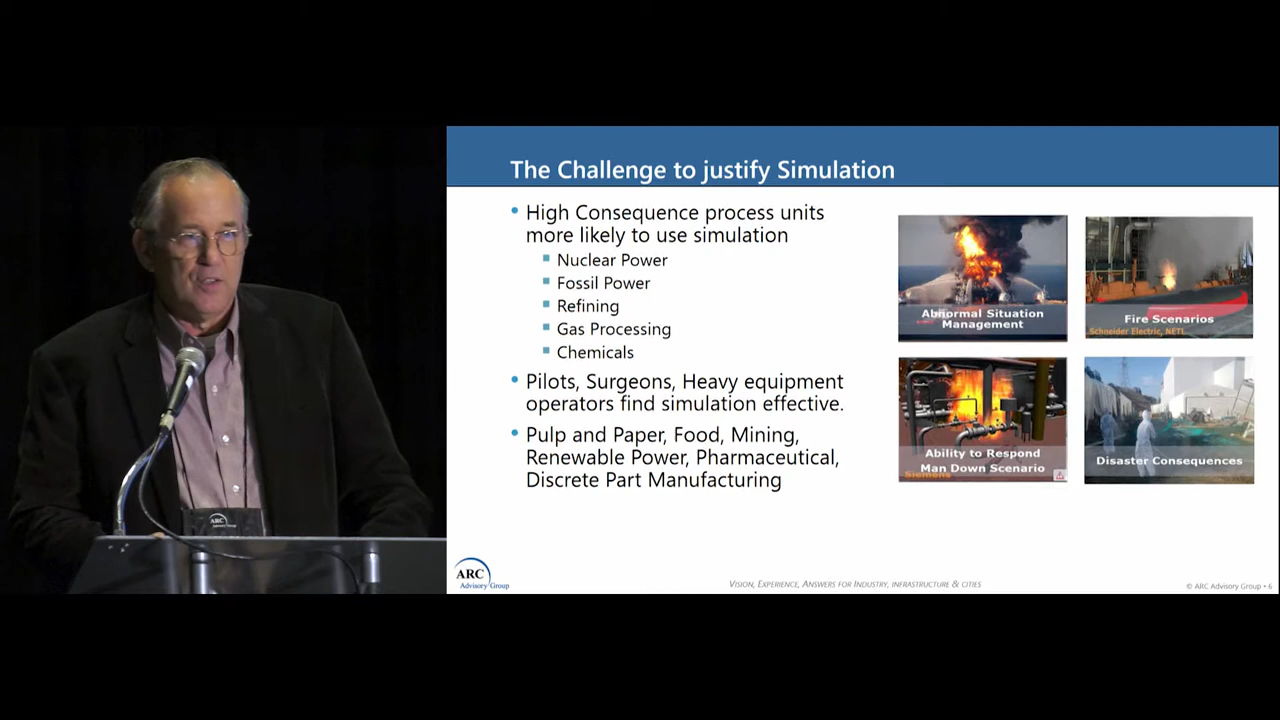 The Challenge to justify Simulation
High Consequence process units
more likely to use simulation
Nuclear Power
Fossil Power
Refining
Gas Processing
Chemicals
Pilots, Surgeons, Heavy equipment
operators find simulation effective.
Pulp and Paper, Food, Mining,
Renewable Power, Pharmaceutical,
Discrete Part Manufacturing
Abnormal Situation
Management
Fire Scenarios
Schneider Electric, NETL
Ability to Respond
Man Down Scenario
Siemens
Disaster Consequences
ARC
Advisory Group
ARC
Advisory Group
VISION, EXPERIENCE, ANSWERS FOR INDUSTRY, INFRASTRUCTURE & CITIES
© ARC Advisory Group • 6